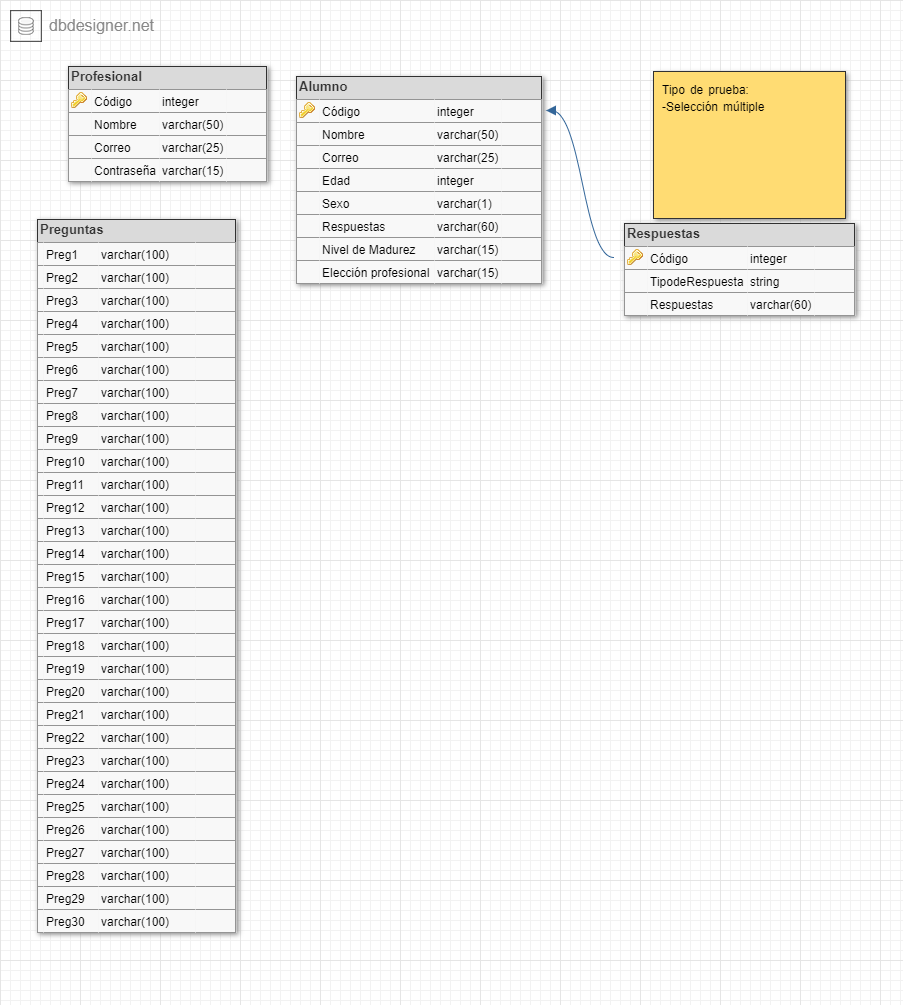 dbdesigner.net
Profesional
Código integer
Nombre varchar(50)
Correo varchar(25)
Contraseña varchar(15)
Alumno
Código integer
Nombre varchar(50)
Correo varchar(25)
Edad integer
Sexo varchar(1)
Respuestas varchar(60)
Nivel de Madurez varchar(15)
Elección profesional varchar(15)
Tipo de prueba:
-Selección múltiple
Respuestas
Código integer
TipodeRespuesta string
Respuestas varchar(60)
Preguntas
Preg1 varchar(100)
Preg2 varchar(100)
Preg3 varchar(100)
Preg4 varchar(100)
Preg5 varchar(100)
Preg6 varchar(100)
Preg7 varchar(100)
Preg8 varchar(100)
Preg9 varchar(100)
Preg10 varchar(100)
Preg11 varchar(100)
Preg12 varchar(100)
Preg13 varchar(100)
Preg14 varchar(100)
Preg15 varchar(100)
Preg16 varchar(100)
Preg17 varchar(100)
Preg18 varchar(100)
Preg19 varchar(100)
Preg20 varchar(100)
Preg21 varchar(100)
Preg22 varchar(100)
Preg23 varchar(100)
Preg24 varchar(100)
Preg25 varchar(100)
Preg26 varchar(100)
Preg27 varchar(100)
Preg28 varchar(100)
Preg29 varchar(100)
Preg30 varchar(100)